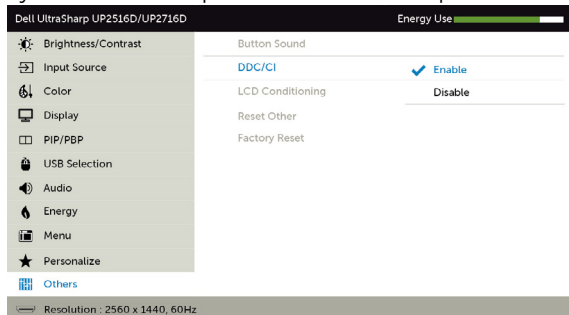 Dell UltraSharp UP2516D/UP2716D Energy Use
Brightness/Contrast Button Sound
Input Source DDC/CI Enable
Color LCD Conditioning Disable
Display Reset Other
PIP/PBP Factory Reset
USB Selection
Audio
Energy
Menu
Personalize
Others
Resolution : 2560 x 1440, 60Hz